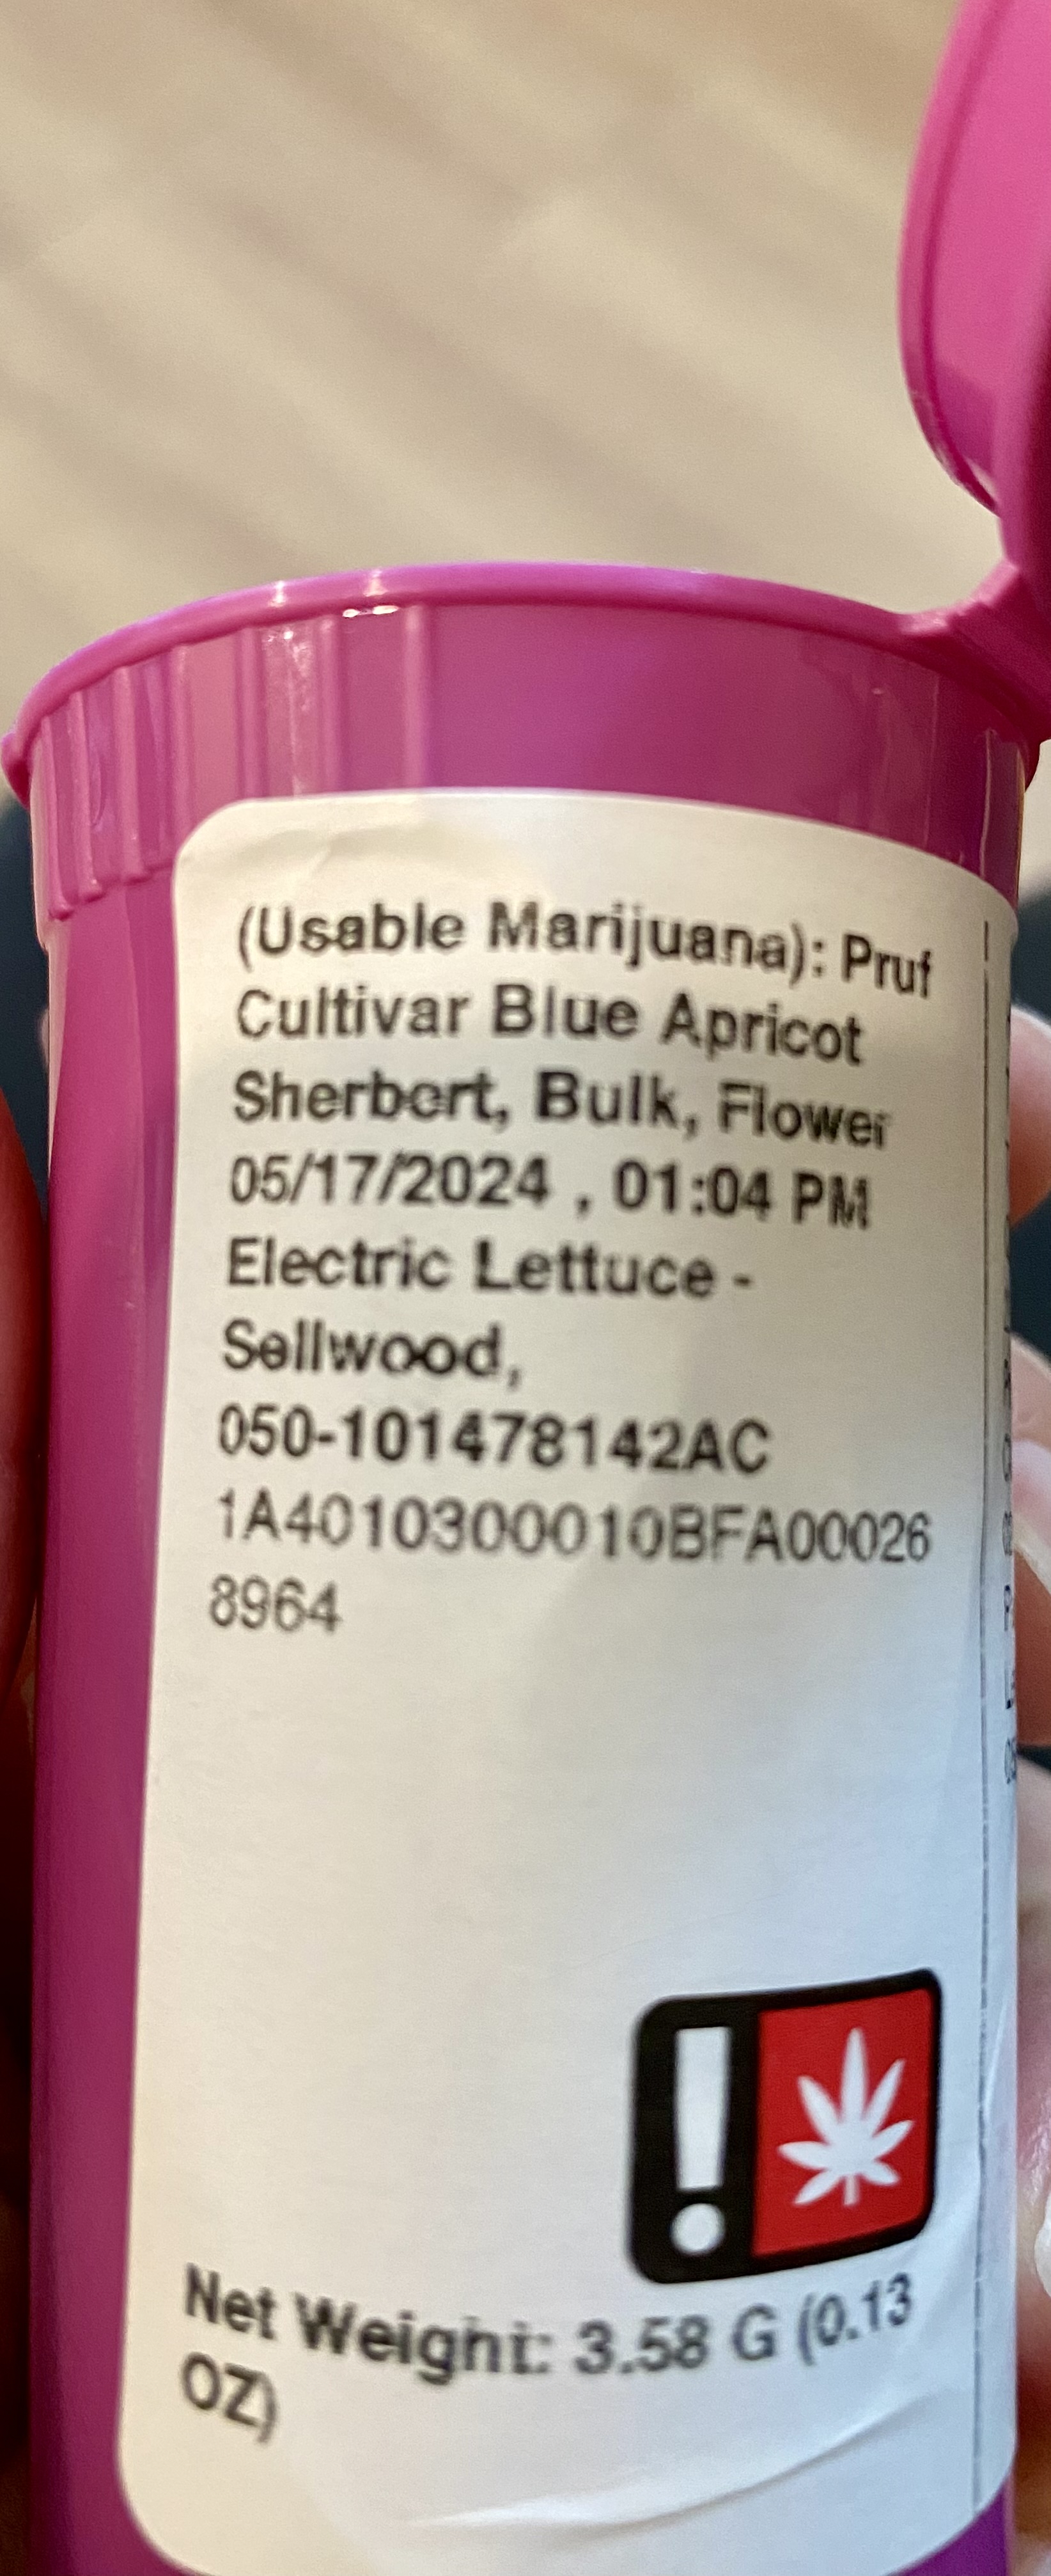 (Usable Marijuana): Pruf
Cultivar Blue Apricot
Sherbert, Bulk, Flower
05/17/2024 , 01:04 PM
Electric Lettuce -
Sellwood,
050-101478142AC
1A4010300010BFA00026
8964
!
Net Weight: 3.58 G (0.13
OZ)